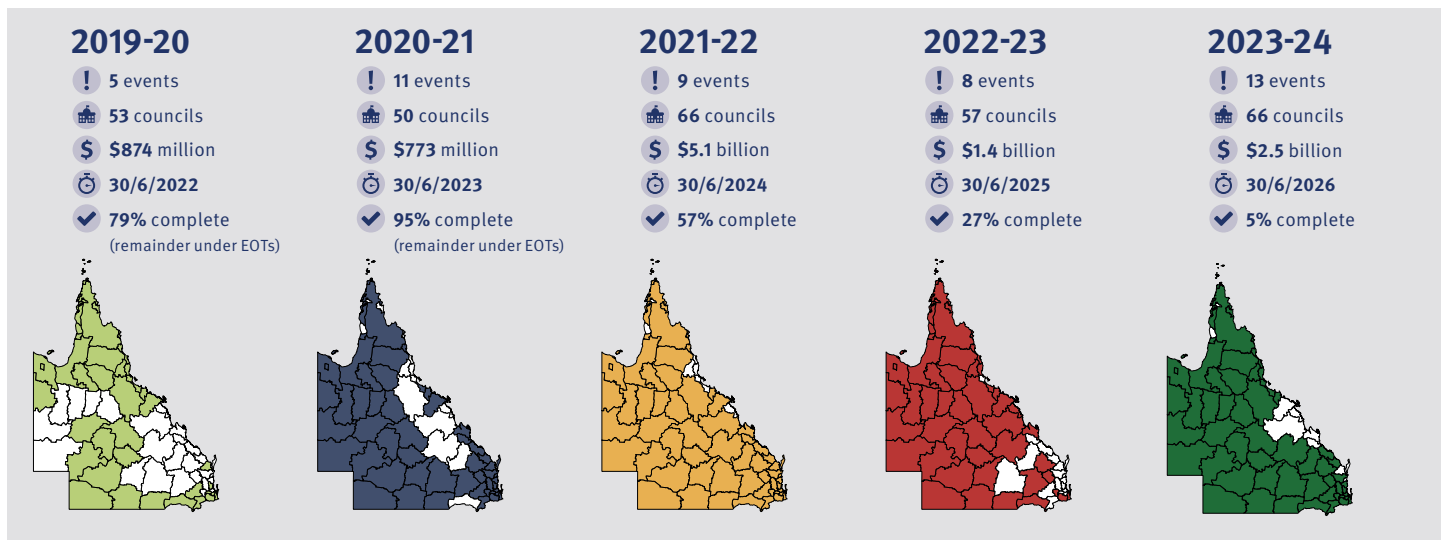 2019-20
5 events
53 councils
$ $874 million
30/6/2022
79% complete
(remainder under EOTs)
2020-21
11 events
50 councils
$ $773 million
30/6/2023
95% complete
(remainder under EOTs)
2021-22
9 events
66 councils
$ $5.1 billion
30/6/2024
57% complete
2022-23
8 events
57 councils
$ $1.4 billion
30/6/2025
27% complete
2023-24
13 events
66 councils
$ $2.5 billion
30/6/2026
5% complete